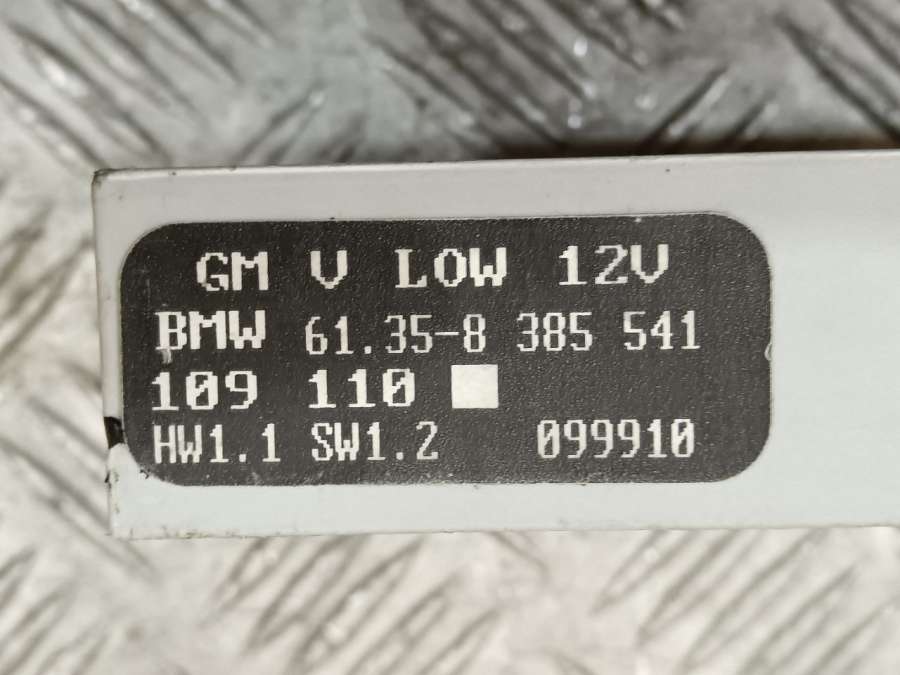 GM V LOW 12V
BMW 61.35-8 385 541
109 110
HW1.1 SW1.2 099910